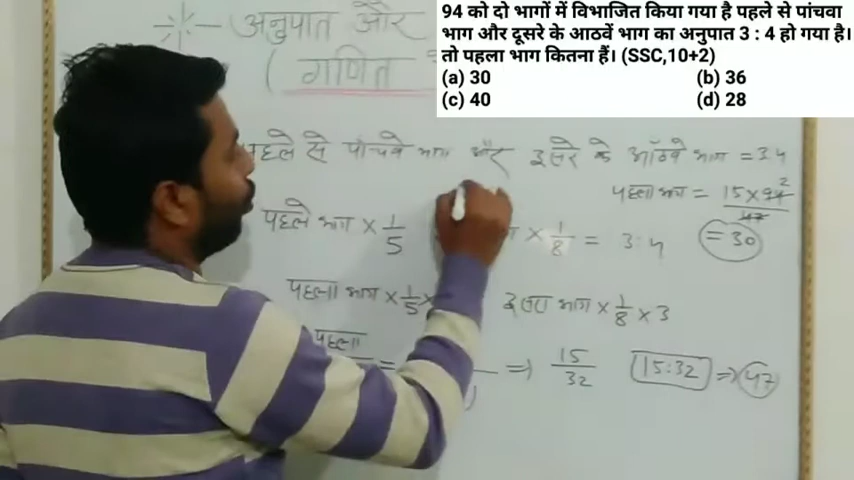 94 को दो भागों में विभाजित किया गया है पहले से पांचवा
भाग और दूसरे के आठवें भाग का अनुपात 3 : 4 हो गया है।
तो पहला भाग कितना हैं। (SSC,10+2)
(a) 30 (b) 36
(c) 40 (d) 28
अनुपात और
( गणित
पहले से पांचवे भाग और दूसरे के आँठवे भाग = 3:4
पहला भाग = 15 × 94 2 / 47
= 30
पहले भाग × 1/5 × 1/8 = 3:4
पहला भाग × 1/5 × दूसरा भाग × 1/8 × 3
पहला = ⇒ 15/32 15:32 ⇒ 47